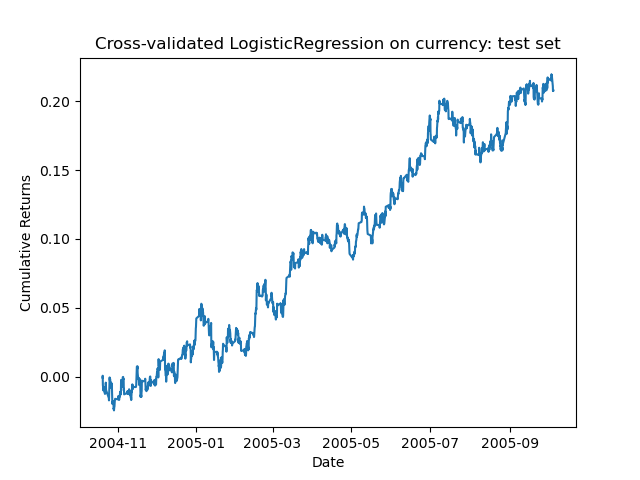 Cross-validated LogisticRegression on currency: test set
0.20
0.15
0.10
0.05
0.00
Cumulative Returns
2004-11 2005-01 2005-03 2005-05 2005-07 2005-09
Date